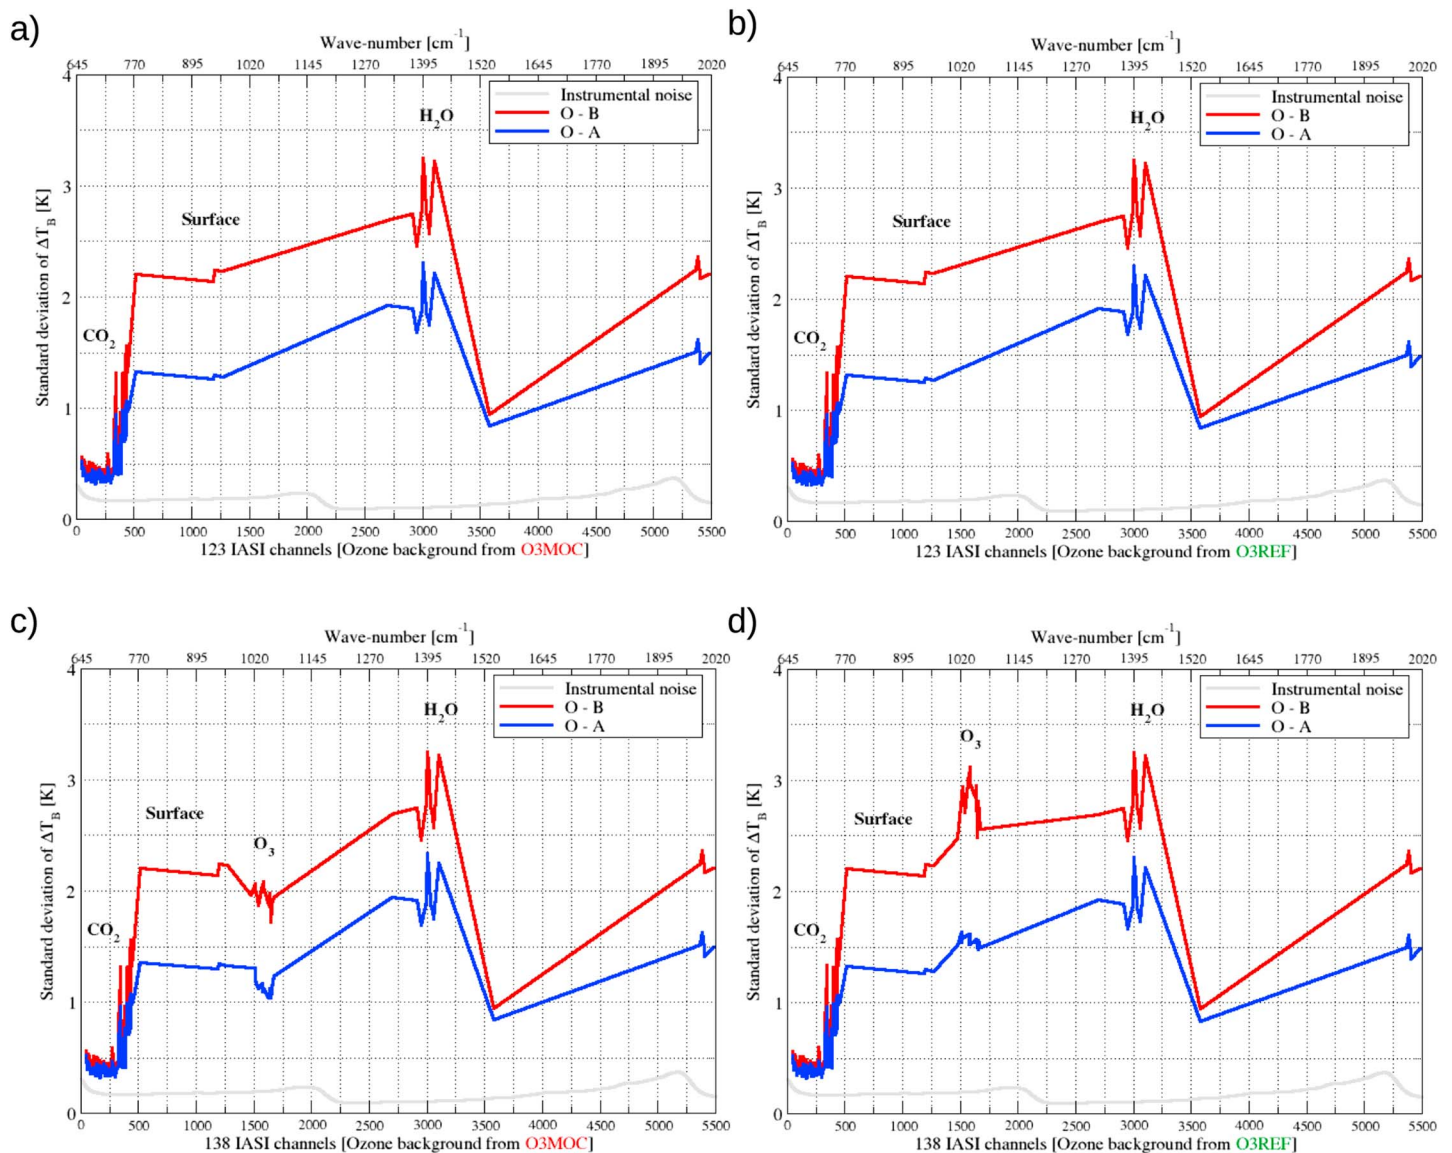 a)
Wave-number [cm-1]
645 770 895 1020 1145 1270 1395 1520 1645 1770 1895 2020
Instrumental noise
O - B
O - A
H2O
Surface
CO2
Standard deviation of ΔTB [K]
4
3
2
1
0
0 500 1000 1500 2000 2500 3000 3500 4000 4500 5000 5500
123 IASI channels [Ozone background from O3MOC]
b)
Wave-number [cm-1]
645 770 895 1020 1145 1270 1395 1520 1645 1770 1895 2020
Instrumental noise
O - B
O - A
H2O
Surface
CO2
Standard deviation of ΔTB [K]
4
3
2
1
0
0 500 1000 1500 2000 2500 3000 3500 4000 4500 5000 5500
123 IASI channels [Ozone background from O3REF]
c)
Wave-number [cm-1]
645 770 895 1020 1145 1270 1395 1520 1645 1770 1895 2020
Instrumental noise
O - B
O - A
H2O
Surface
O3
CO2
Standard deviation of ΔTB [K]
4
3
2
1
0
0 500 1000 1500 2000 2500 3000 3500 4000 4500 5000 5500
138 IASI channels [Ozone background from O3MOC]
d)
Wave-number [cm-1]
645 770 895 1020 1145 1270 1395 1520 1645 1770 1895 2020
Instrumental noise
O - B
O - A
H2O
O3
Surface
CO2
Standard deviation of ΔTB [K]
4
3
2
1
0
0 500 1000 1500 2000 2500 3000 3500 4000 4500 5000 5500
138 IASI channels [Ozone background from O3REF]